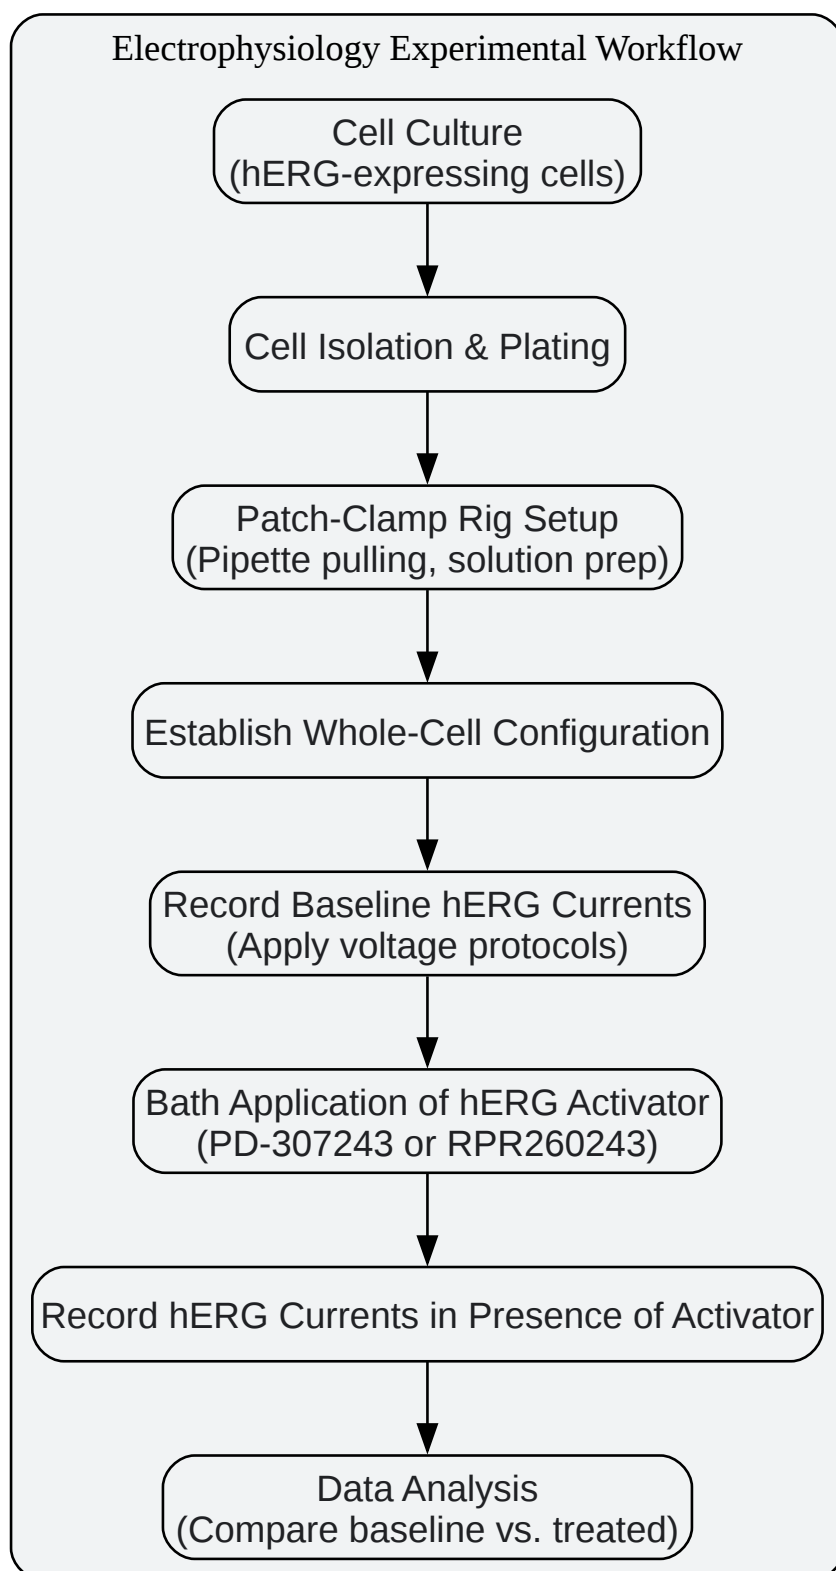 Electrophysiology Experimental Workflow
Cell Culture
(hERG-expressing cells)
Cell Isolation & Plating
Patch-Clamp Rig Setup
(Pipette pulling, solution prep)
Establish Whole-Cell Configuration
Record Baseline hERG Currents
(Apply voltage protocols)
Bath Application of hERG Activator
(PD-307243 or RPR260243)
Record hERG Currents in Presence of Activator
Data Analysis
(Compare baseline vs. treated)